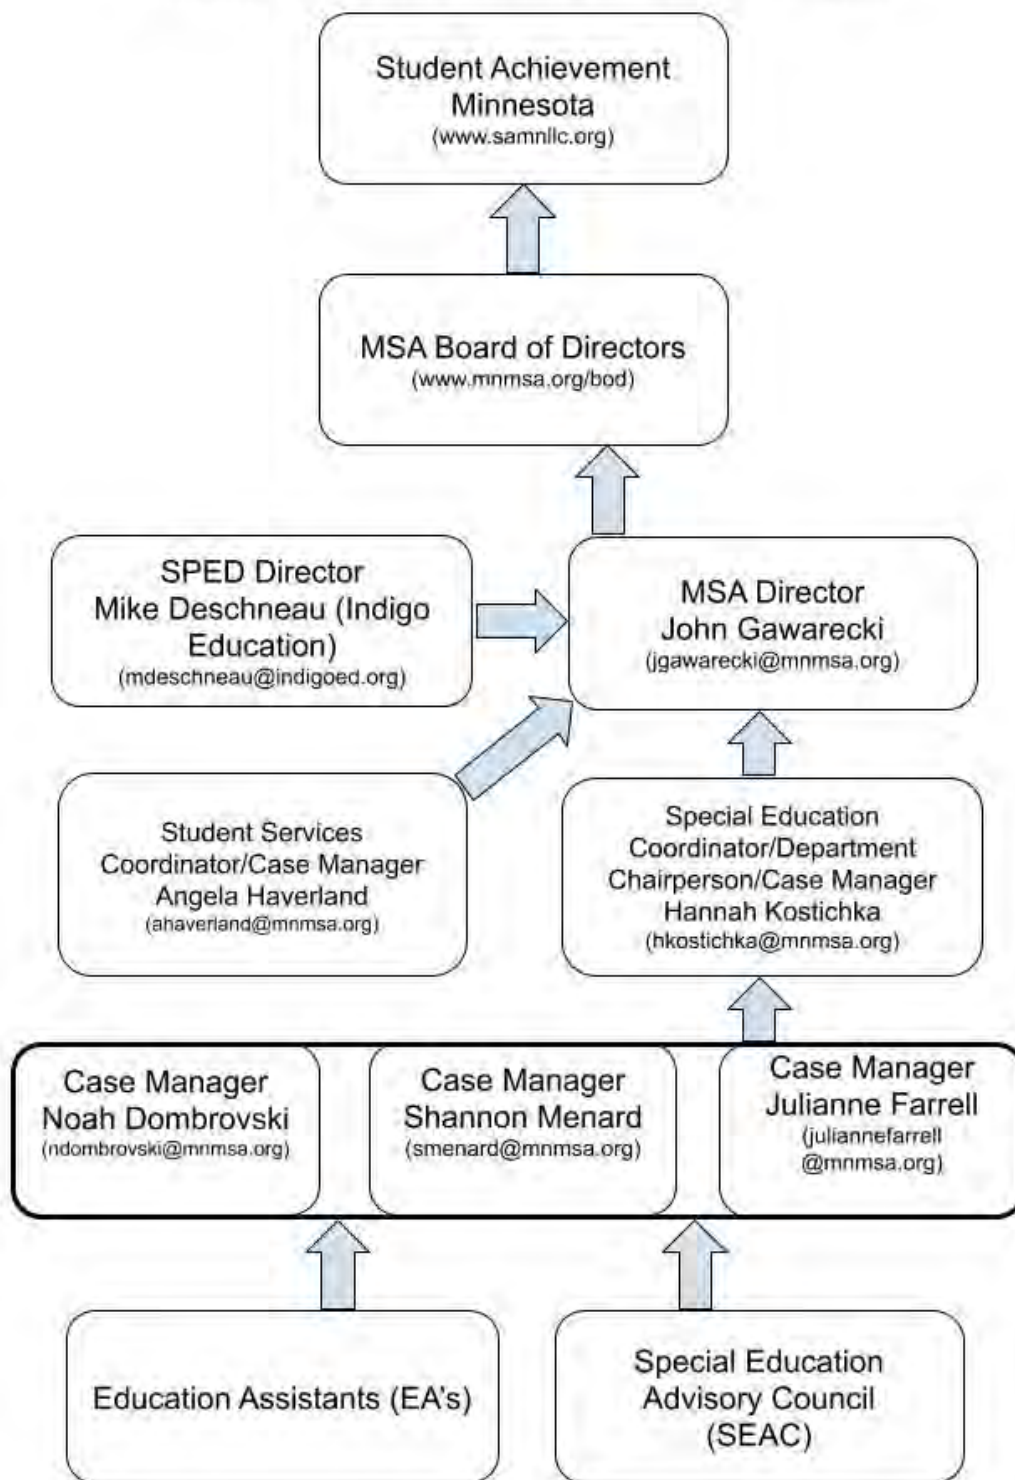 Student Achievement
Minnesota
(www.samnllc.org)
MSA Board of Directors
(www.mnmsa.org/bod)
SPED Director
Mike Deschneau (Indigo
Education)
(mdeschneau@indigoed.org)
MSA Director
John Gawarecki
(jgawarecki@mnmsa.org)
Student Services
Coordinator/Case Manager
Angela Haverland
(ahaverland@mnmsa.org)
Special Education
Coordinator/Department
Chairperson/Case Manager
Hannah Kostichka
(hkostichka@mnmsa.org)
Case Manager
Noah Dombrovski
(ndombrovski@mnmsa.org)
Case Manager
Shannon Menard
(smenard@mnmsa.org)
Case Manager
Julianne Farrell
(juliannefarrell
@mnmsa.org)
Education Assistants (EA's)
Special Education
Advisory Council
(SEAC)